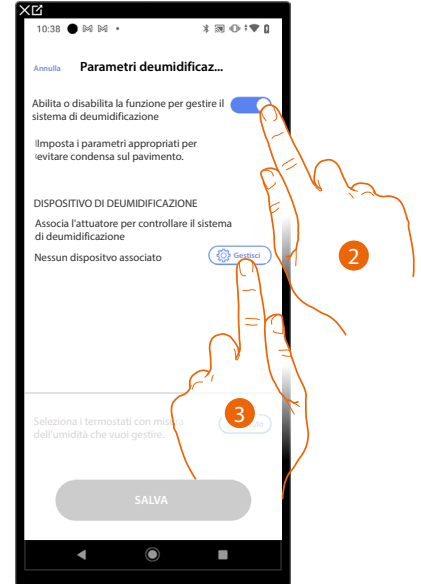 10:38
Annulla Parametri deumidificaz...
Abilita o disabilita la funzione per gestire il
sistema di deumidificazione
Imposta i parametri appropriati per
evitare condensa sul pavimento.
DISPOSITIVO DI DEUMIDIFICAZIONE
Associa l'attuatore per controllare il sistema
di deumidificazione
Nessun dispositvo associato Gestisci
2
Seleziona i termostati con misura
dell'umidità che vuoi gestire.
3
SALVA